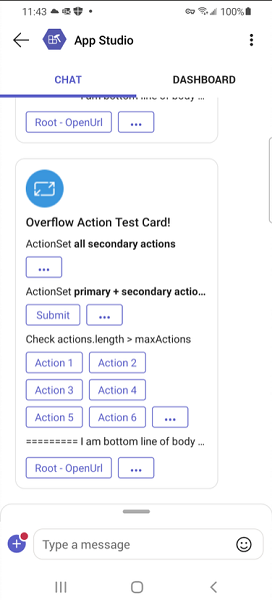 11:43
100%
App Studio
CHAT
DASHBOARD
I am bottom line of body ...
Root - OpenUrl
...
Overflow Action Test Card!
ActionSet all secondary actions
...
ActionSet primary + secondary actio...
Submit
...
Check actions.length > maxActions
Action 1
Action 2
Action 3
Action 4
Action 5
Action 6
...
========= I am bottom line of body ...
Root - OpenUrl
...
Type a message